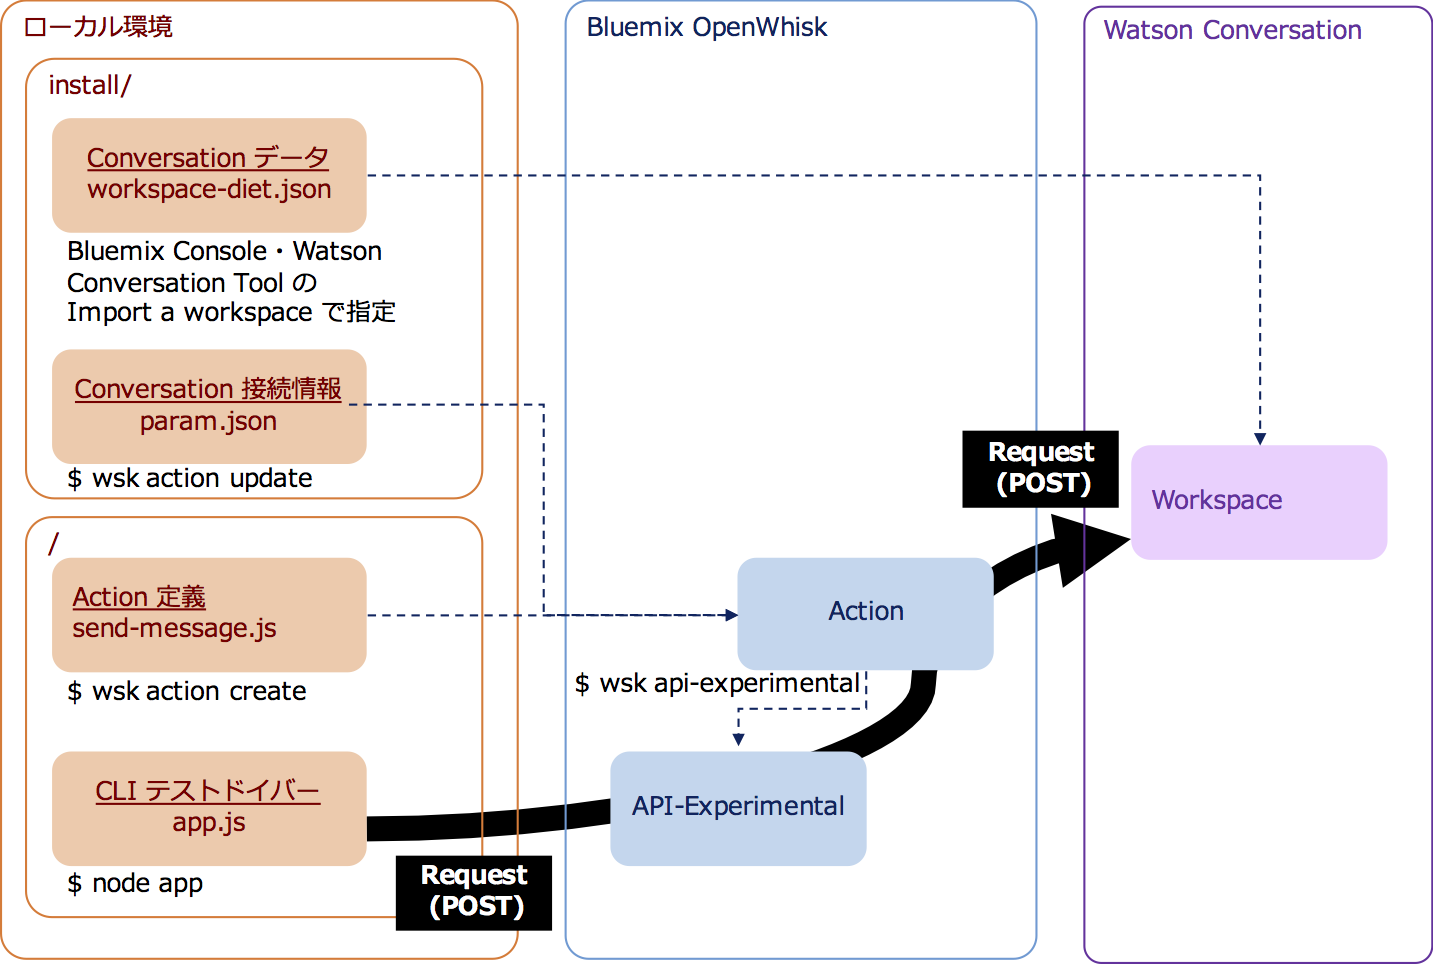 ローカル環境
install/
Conversation データ
workspace-diet.json
Bluemix Console・Watson
Conversation Tool の
Import a workspace で指定
Conversation 接続情報
param.json
$ wsk action update
/
Action 定義
send-message.js
$ wsk action create
CLI テストドイバー
app.js
$ node app
Request
(POST)
Bluemix OpenWhisk
Action
$ wsk api-experimental
API-Experimental
Request
(POST)
Watson Conversation
Workspace